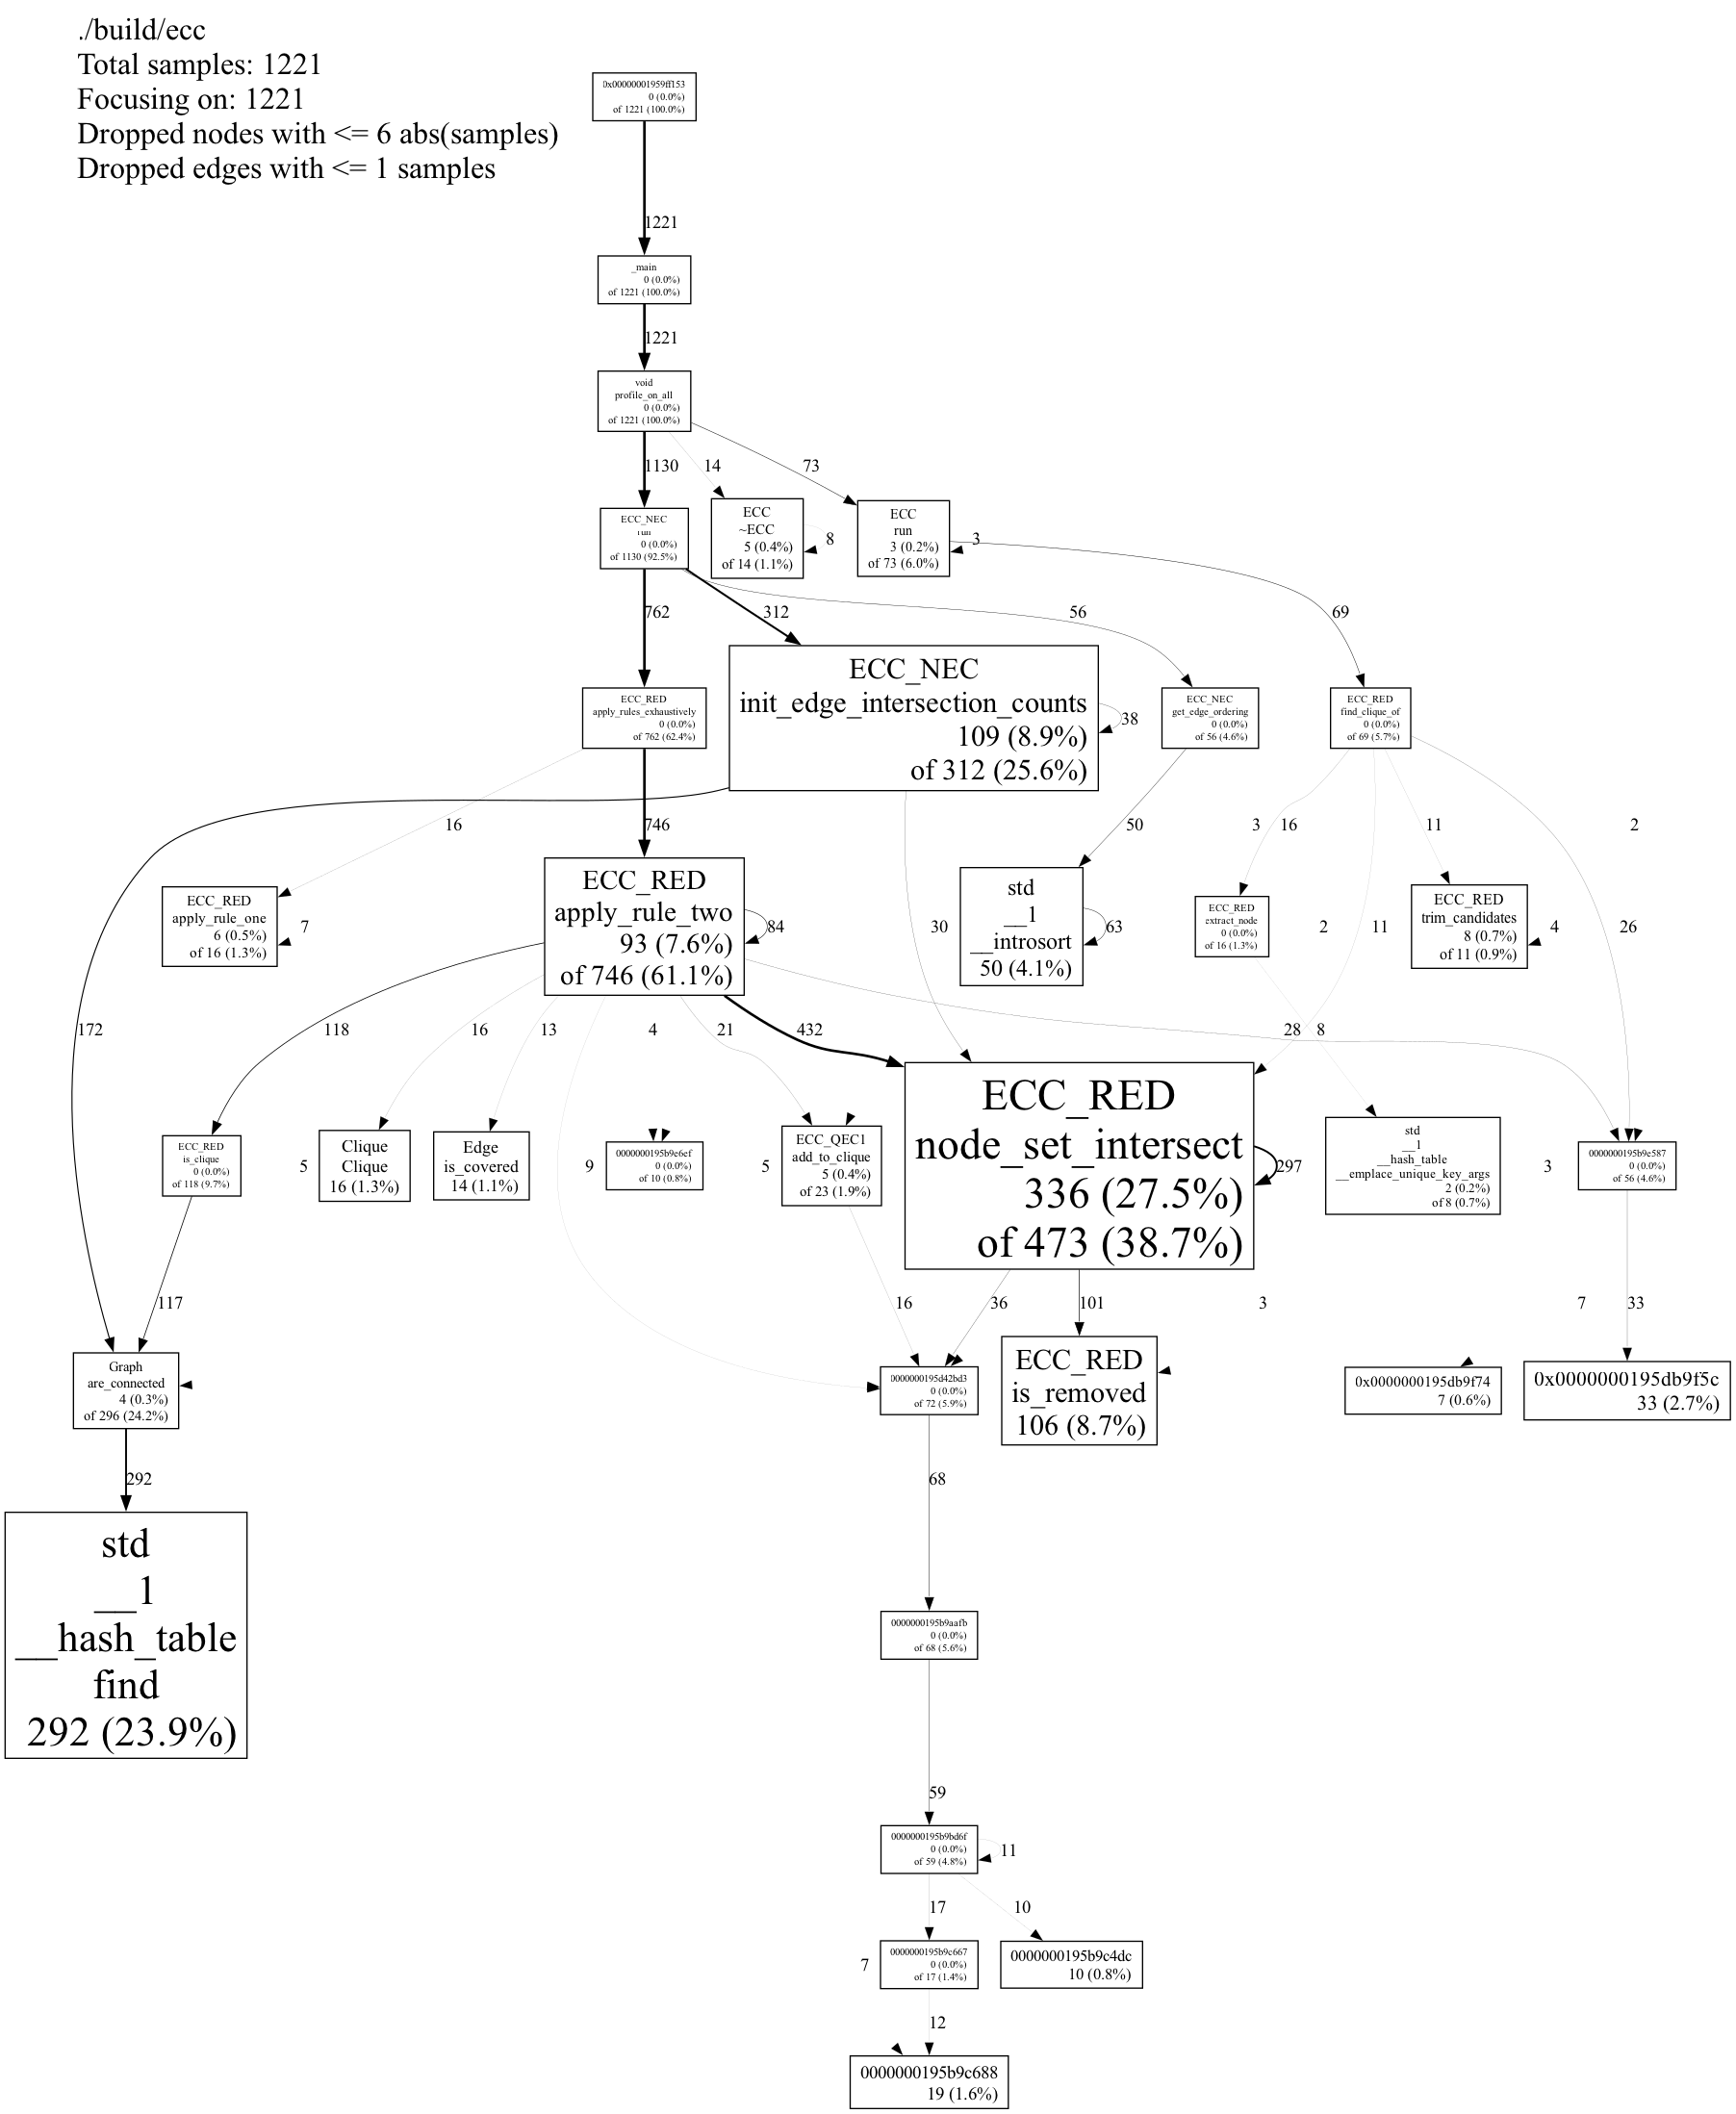 ./build/ecc
Total samples: 1221
Focusing on: 1221
Dropped nodes with <= 6 abs(samples)
Dropped edges with <= 1 samples
0x00000001959ff153
0 (0.0%)
of 1221 (100.0%)
1221
_main
0 (0.0%)
of 1221 (100.0%)
1221
void
profile_on_all
0 (0.0%)
of 1221 (100.0%)
1130
14
73
ECC_NEC
run
0 (0.0%)
of 1130 (92.5%)
ECC
~ECC
5 (0.4%)
of 14 (1.1%)
8
ECC
run
3 (0.2%)
of 73 (6.0%)
3
762
312
56
69
ECC_RED
apply_rules_exhaustively
0 (0.0%)
of 762 (62.4%)
ECC_NEC
init_edge_intersection_counts
109 (8.9%)
of 312 (25.6%)
38
ECC_NEC
get_edge_ordering
0 (0.0%)
of 56 (4.6%)
ECC_RED
find_clique_of
0 (0.0%)
of 69 (5.7%)
16
746
50
3
16
11
2
ECC_RED
apply_rule_one
6 (0.5%)
of 16 (1.3%)
7
ECC_RED
apply_rule_two
93 (7.6%)
of 746 (61.1%)
84
30
std
__1
__introsort
50 (4.1%)
63
ECC_RED
extract_node
0 (0.0%)
of 16 (1.3%)
2
11
ECC_RED
trim_candidates
8 (0.7%)
of 11 (0.9%)
4
26
172
118
16
13
4
21
432
28
8
ECC_RED
is_clique
0 (0.0%)
of 118 (9.7%)
5
Clique
Clique
16 (1.3%)
Edge
is_covered
14 (1.1%)
9
0000000195b9c6ef
0 (0.0%)
of 10 (0.8%)
5
ECC_QEC1
add_to_clique
5 (0.4%)
of 23 (1.9%)
ECC_RED
node_set_intersect
336 (27.5%)
of 473 (38.7%)
297
std
__1
__hash_table
__emplace_unique_key_args
2 (0.2%)
of 8 (0.7%)
3
0000000195b9c587
0 (0.0%)
of 56 (4.6%)
117
16
36
101
3
7
33
Graph
are_connected
4 (0.3%)
of 296 (24.2%)
0000000195d42bd3
0 (0.0%)
of 72 (5.9%)
ECC_RED
is_removed
106 (8.7%)
0x0000000195db9f74
7 (0.6%)
0x0000000195db9f5c
33 (2.7%)
292
68
std
__1
__hash_table
find
292 (23.9%)
0000000195b9aafb
0 (0.0%)
of 68 (5.6%)
59
0000000195b9bd6f
0 (0.0%)
of 59 (4.8%)
11
17
10
7
0000000195b9c667
0 (0.0%)
of 17 (1.4%)
0000000195b9c4dc
10 (0.8%)
12
0000000195b9c688
19 (1.6%)